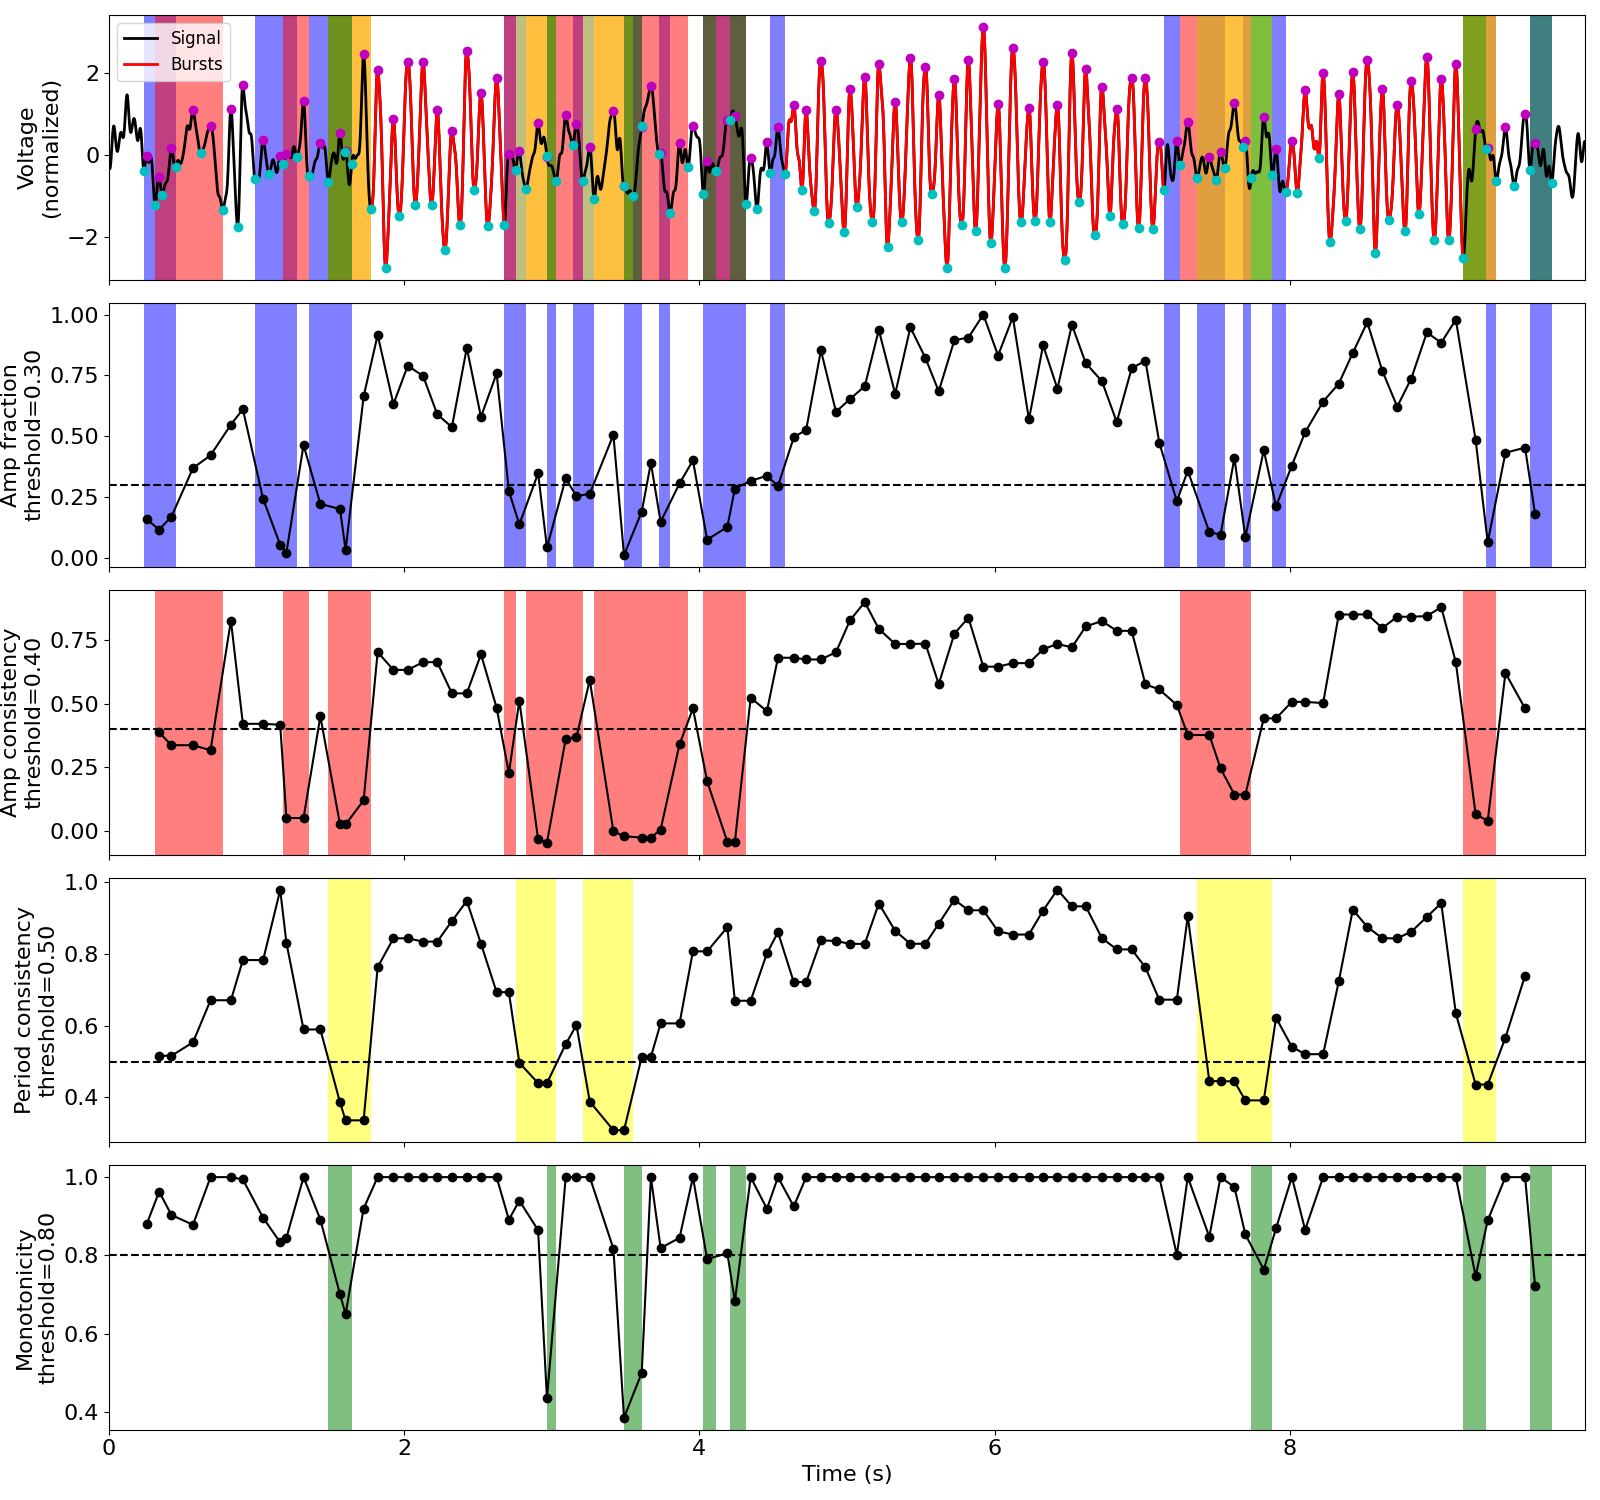 Voltage
(normalized)
2
0
−2
Signal
Bursts
Amp fraction
threshold=0.30
1.00
0.75
0.50
0.25
0.00
Amp consistency
threshold=0.40
0.75
0.50
0.25
0.00
Period consistency
threshold=0.50
1.0
0.8
0.6
0.4
Monotonicity
threshold=0.80
1.0
0.8
0.6
0.4
0 2 4 6 8
Time (s)